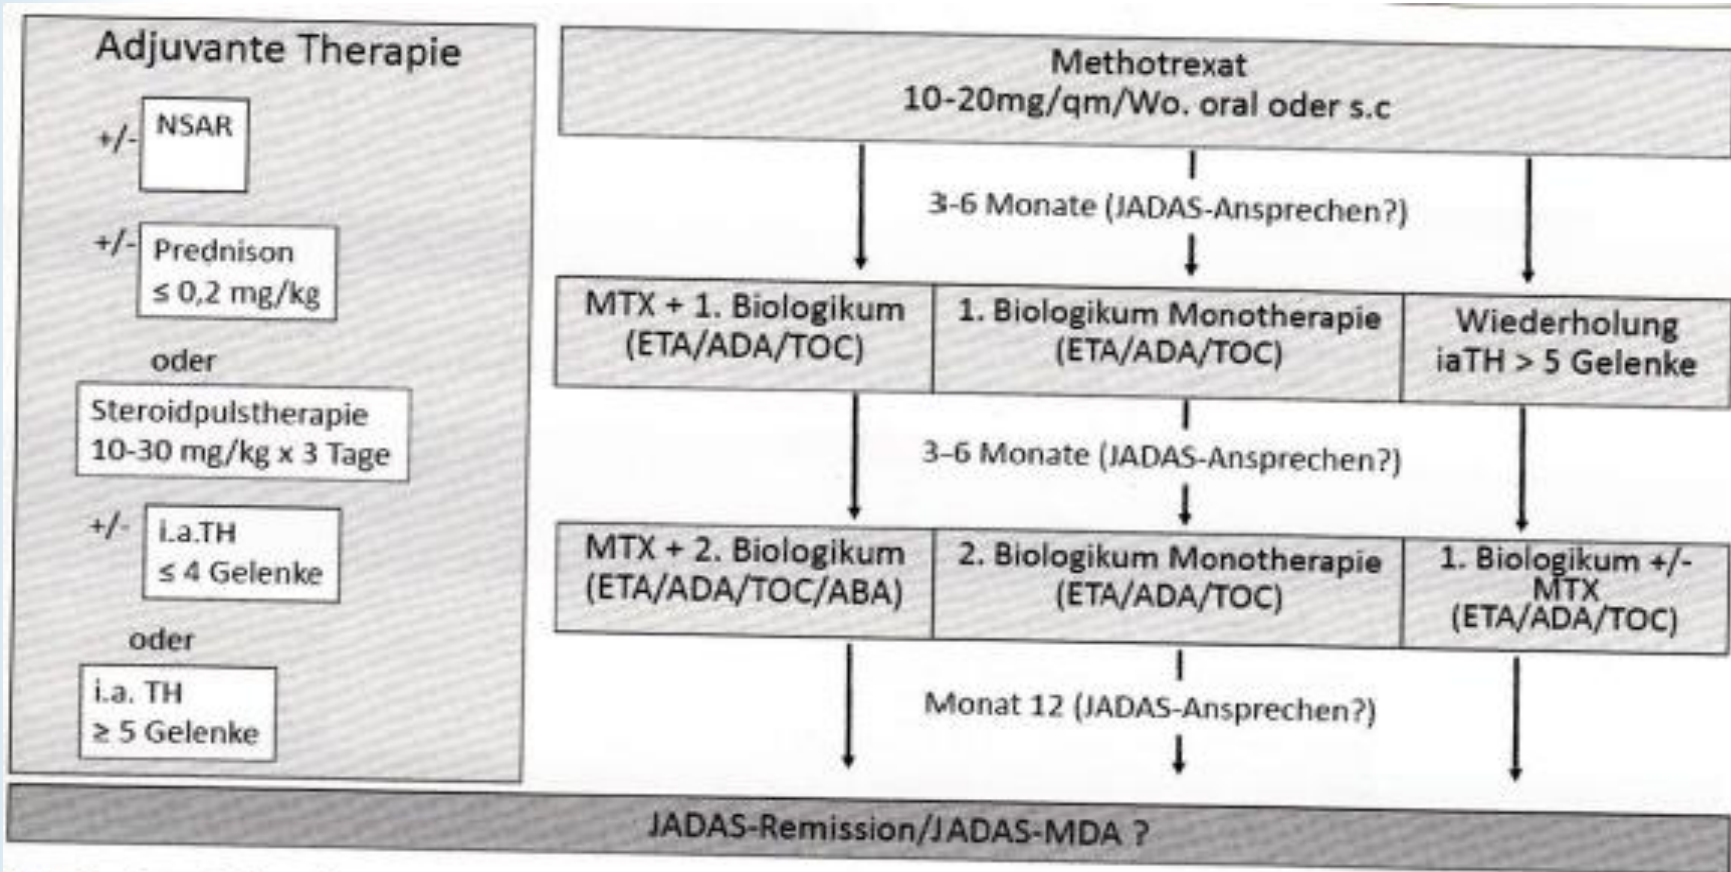 Adjuvante Therapie
+/- NSAR
+/- Prednison
≤ 0,2 mg/kg
oder
Steroidpulstherapie
10-30 mg/kg x 3 Tage
+/- i.a.TH
≤ 4 Gelenke
oder
i.a. TH
≥ 5 Gelenke
Methotrexat
10-20mg/qm/Wo. oral oder s.c
3-6 Monate (JADAS-Ansprechen?)
MTX + 1. Biologikum
(ETA/ADA/TOC)
1. Biologikum Monotherapie
(ETA/ADA/TOC)
Wiederholung
iaTH > 5 Gelenke
3-6 Monate (JADAS-Ansprechen?)
MTX + 2. Biologikum
(ETA/ADA/TOC/ABA)
2. Biologikum Monotherapie
(ETA/ADA/TOC)
1. Biologikum +/-
MTX
(ETA/ADA/TOC)
Monat 12 (JADAS-Ansprechen?)
JADAS-Remission/JADAS-MDA ?